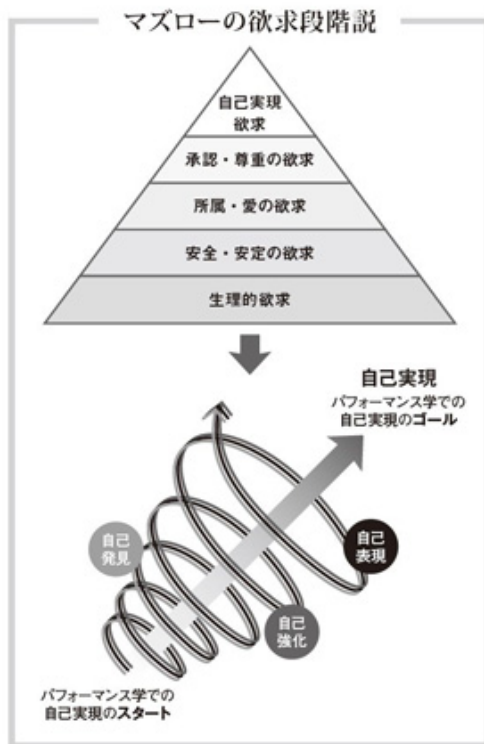 マズローの欲求段階説
自己実現
欲求
承認・尊重の欲求
所属・愛の欲求
安全・安定の欲求
生理的欲求
自己実現
パフォーマンス学での
自己実現のゴール
自己
発見
自己
表現
自己
強化
パフォーマンス学での
自己実現のスタート